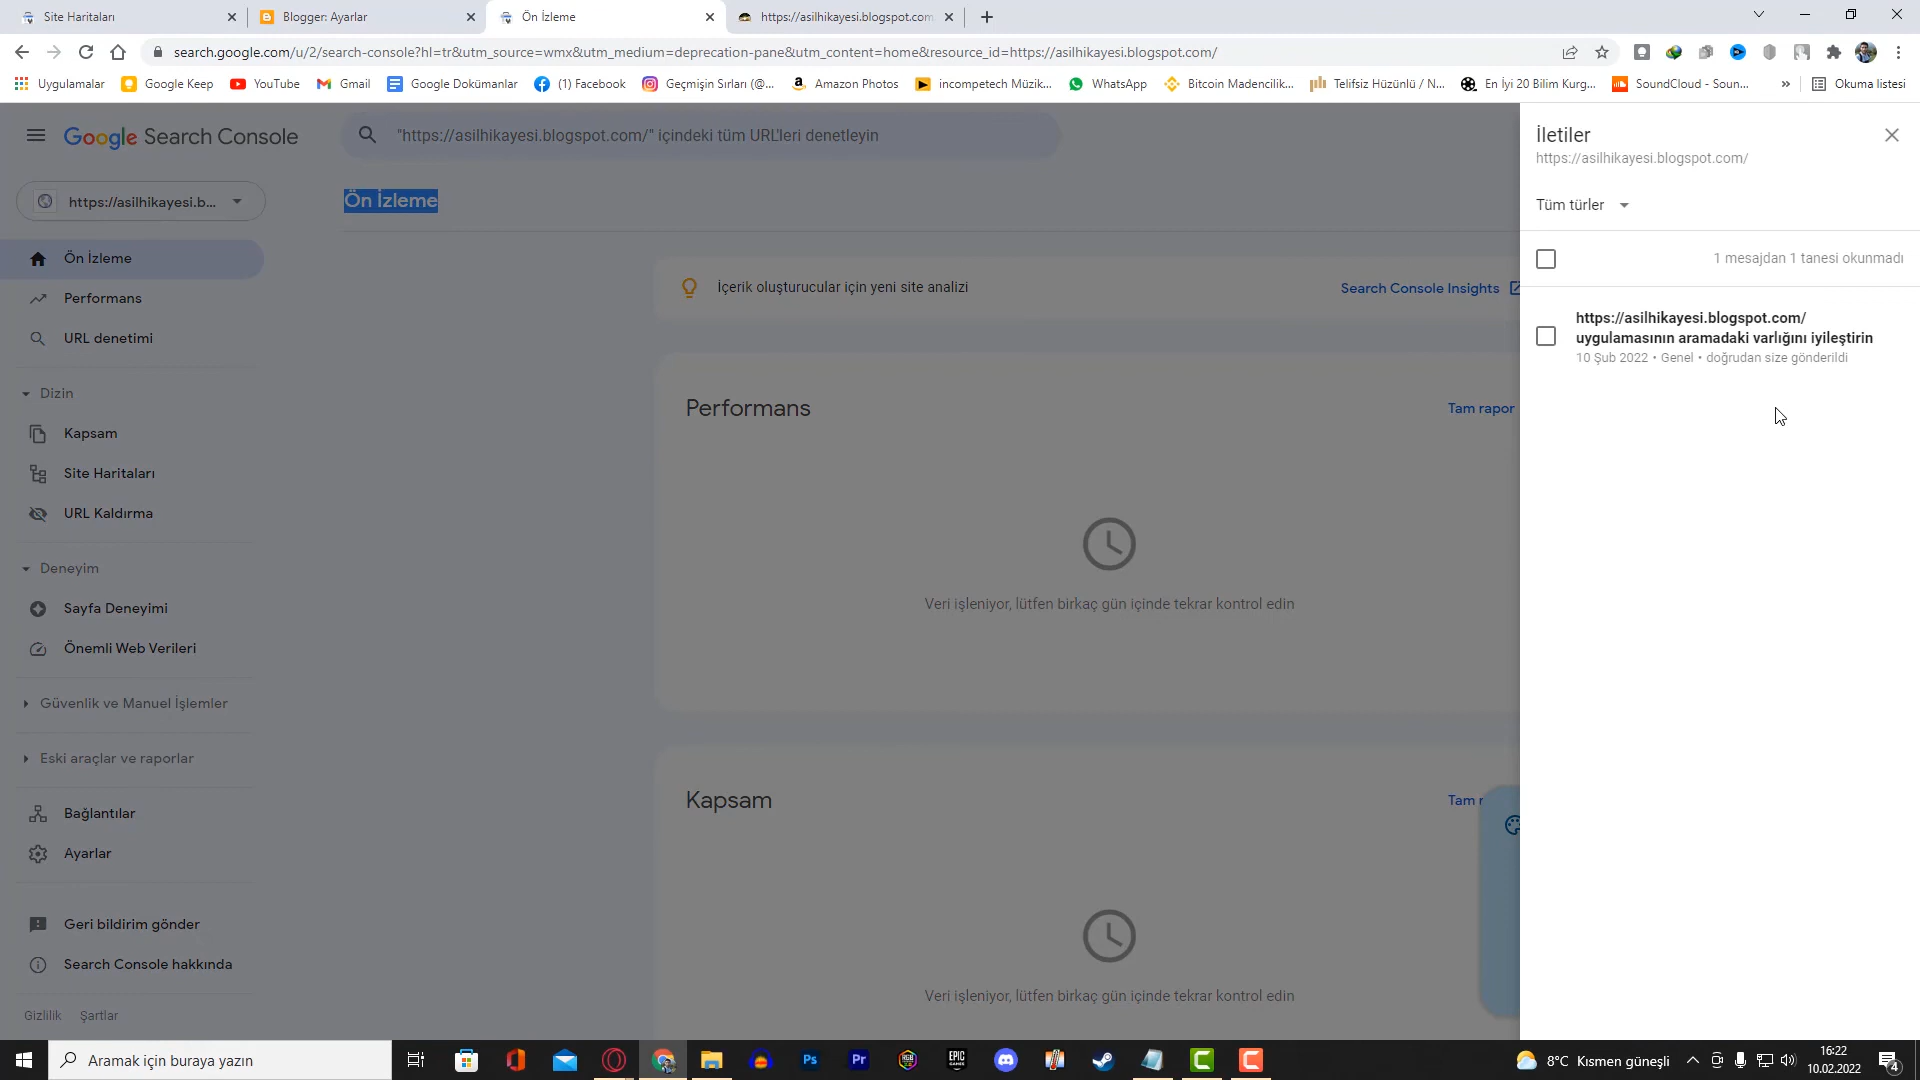 Site Haritaları
Blogger: Ayarlar
Ön İzleme
https://asilhikayesi.blogspot.com
search.google.com/u/2/search-console?hl=tr&utm_source=wmx&utm_medium=deprecation-pane&utm_content=home&resource_id=https://asilhikayesi.blogspot.com/
Uygulamalar
Google Keep
YouTube
Gmail
Google Dokümanlar
(1) Facebook
Geçmişin Sırları (@...
Amazon Photos
incompetech Müzik...
WhatsApp
Bitcoin Madencilik...
Telifsiz Hüzünlü / N...
En İyi 20 Bilim Kurg...
SoundCloud - Soun...
»
Okuma listesi
Google Search Console
"https://asilhikayesi.blogspot.com/" içindeki tüm URL'leri denetleyin
https://asilhikayesi.b...
Ön İzleme
Performans
URL denetimi
Dizin
Kapsam
Site Haritaları
URL Kaldırma
Deneyim
Sayfa Deneyimi
Önemli Web Verileri
Güvenlik ve Manuel İşlemler
Eski araçlar ve raporlar
Bağlantılar
Ayarlar
Geri bildirim gönder
Search Console hakkında
Gizlilik
Şartlar
Ön İzleme
İçerik oluşturucular için yeni site analizi
Search Console Insights
Performans
Tam rapor
Veri işleniyor, lütfen birkaç gün içinde tekrar kontrol edin
Kapsam
Tam r
Veri işleniyor, lütfen birkaç gün içinde tekrar kontrol edin
İletiler
https://asilhikayesi.blogspot.com/
Tüm türler
1 mesajdan 1 tanesi okunmadı
https://asilhikayesi.blogspot.com/
uygulamasının aramadaki varlığını iyileştirin
10 Şub 2022 • Genel • doğrudan size gönderildi
Aramak için buraya yazın
Ps
Pr
EPIC
GAMES
8°C Kısmen güneşli
16:22
10.02.2022
4